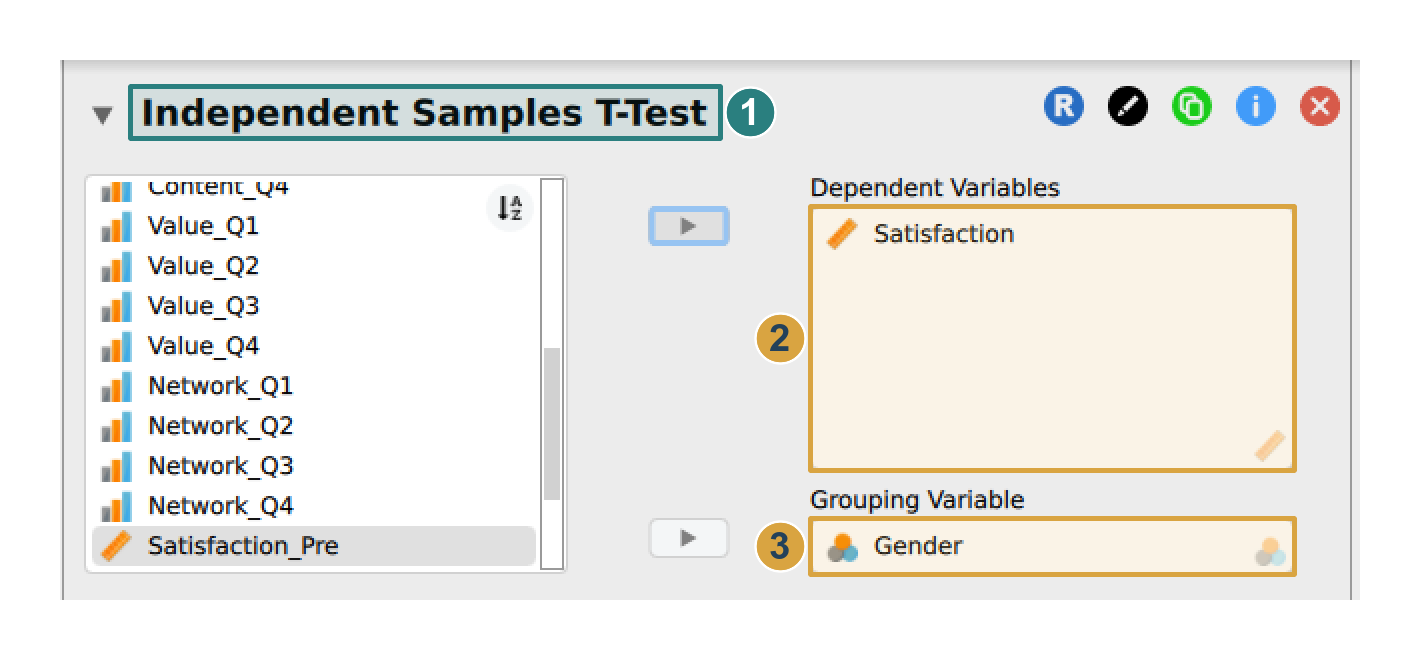 Independent Samples T-Test
1
R
i
Content_Q4
A
Z
Value_Q1
Value_Q2
Value_Q3
Value_Q4
Network_Q1
Network_Q2
Network_Q3
Network_Q4
Satisfaction_Pre
Dependent Variables
Satisfaction
2
Grouping Variable
3
Gender